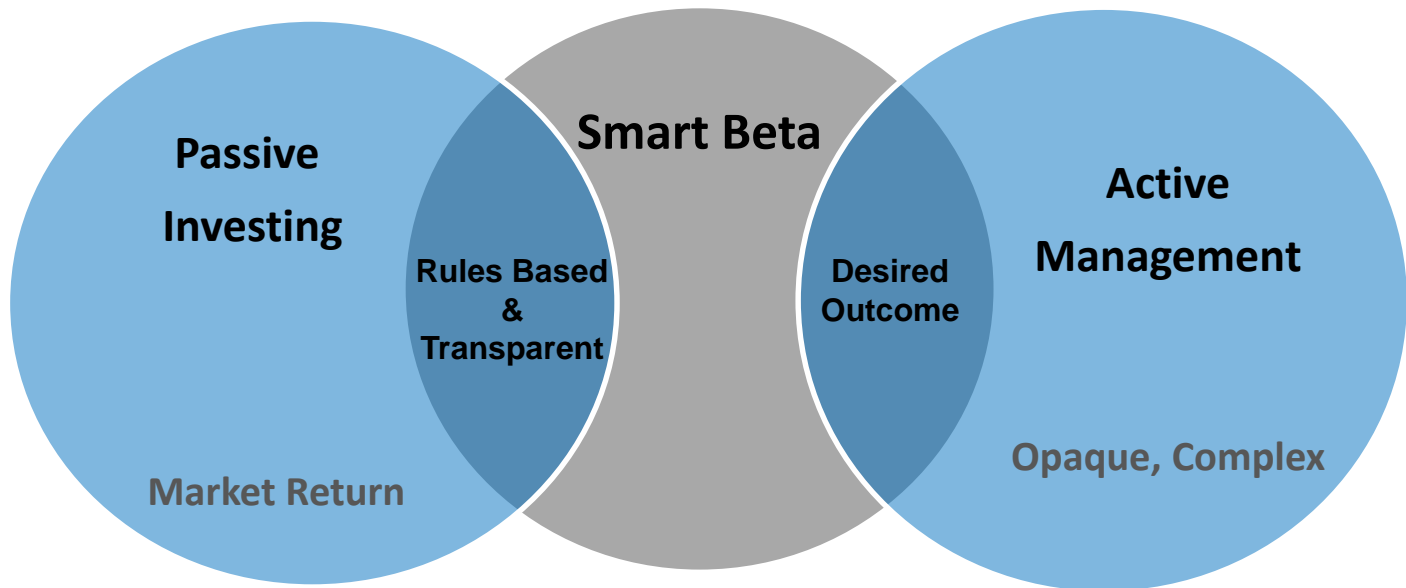 Passive
Investing
Market Return
Rules Based
&
Transparent
Smart Beta
Desired
Outcome
Active
Management
Opaque, Complex